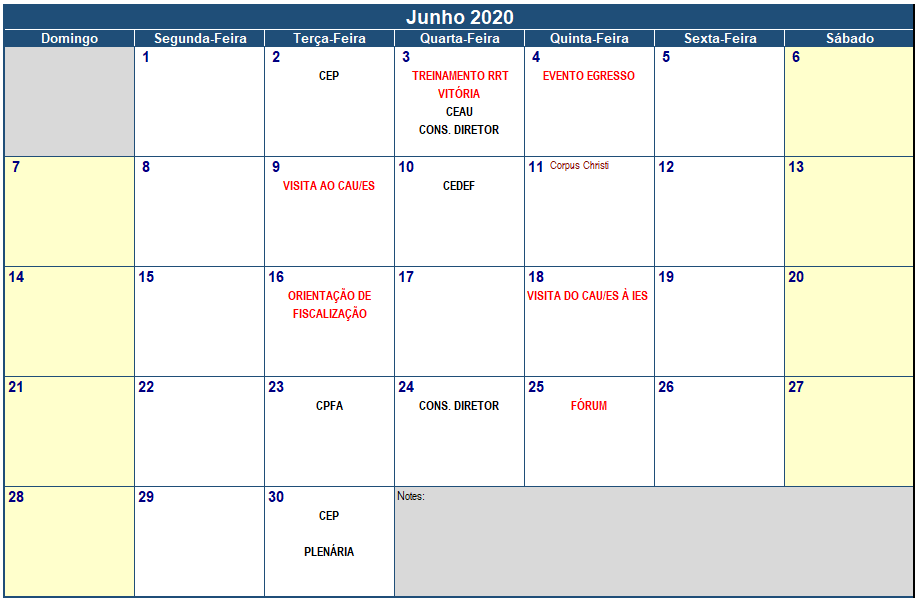 Junho 2020
Domingo Segunda-Feira Terça-Feira Quarta-Feira Quinta-Feira Sexta-Feira Sábado
1 2 3 4 5 6
CEP TREINAMENTO RRT EVENTO EGRESSO
VITÓRIA
CEAU
CONS. DIRETOR
7 8 9 10 11 Corpus Christi 12 13
VISITA AO CAU/ES CEDEF
14 15 16 17 18 19 20
ORIENTAÇÃO DE VISITA DO CAU/ES À IES
FISCALIZAÇÃO
21 22 23 24 25 26 27
CPFA CONS. DIRETOR FÓRUM
28 29 30 Notes:
CEP
PLENÁRIA